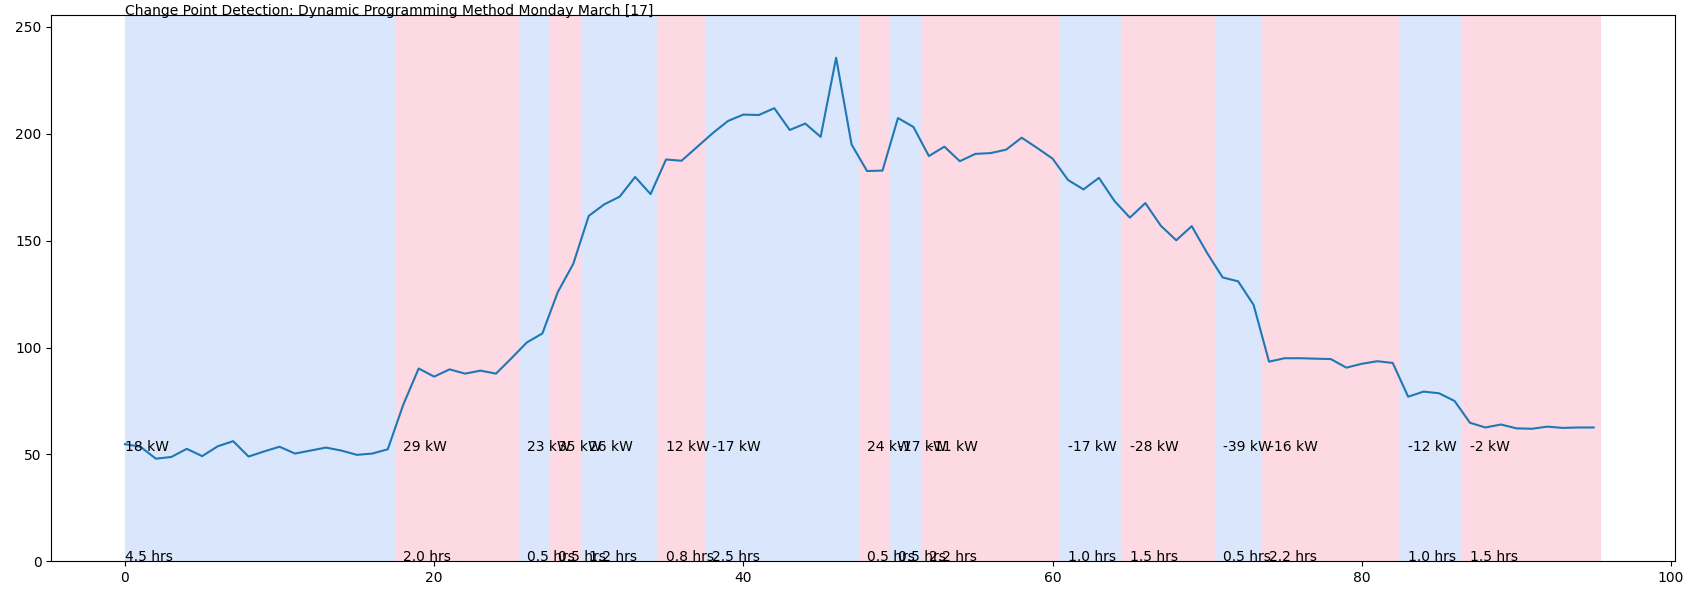 Change Point Detection: Dynamic Programming Method Monday March [17]
250
200
150
100
50
0
18 kW 29 kW 23 kW 35 kW 26 kW 12 kW -17 kW 24 kW -17 kW -11 kW -17 kW -28 kW -39 kW -16 kW -12 kW -2 kW
4.5 hrs 2.0 hrs 0.5 hrs 0.5 hrs 1.2 hrs 0.8 hrs 2.5 hrs 0.5 hrs 0.5 hrs 2.2 hrs 1.0 hrs 1.5 hrs 0.5 hrs 2.2 hrs 1.0 hrs 1.5 hrs
0 20 40 60 80 100